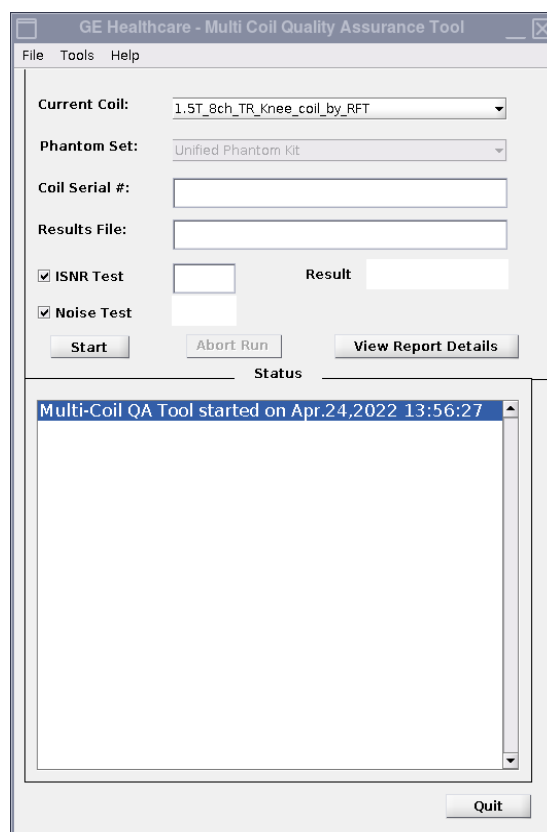 GE Healthcare - Multi Coil Quality Assurance Tool
File Tools Help
Current Coil: 1.5T_8ch_TR_Knee_coil_by_RFT
Phantom Set: Unified Phantom Kit
Coil Serial #:
Results File:
ISNR Test Result
Noise Test
Start Abort Run View Report Details
Status
Multi-Coil QA Tool started on Apr.24,2022 13:56:27
Quit